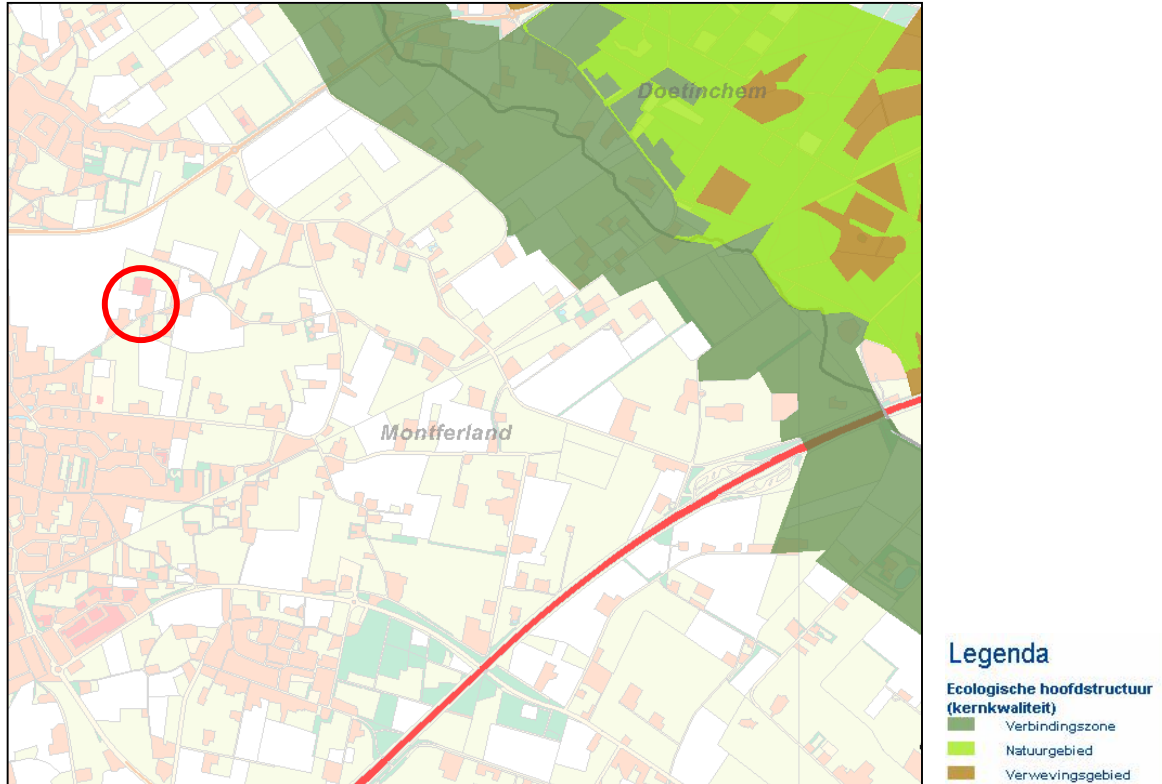 Doetinchem
Montferland
Legenda
Ecologische hoofdstructuur
(kernkwaliteit)
Verbindingszone
Natuurgebied
Verwevingsgebied